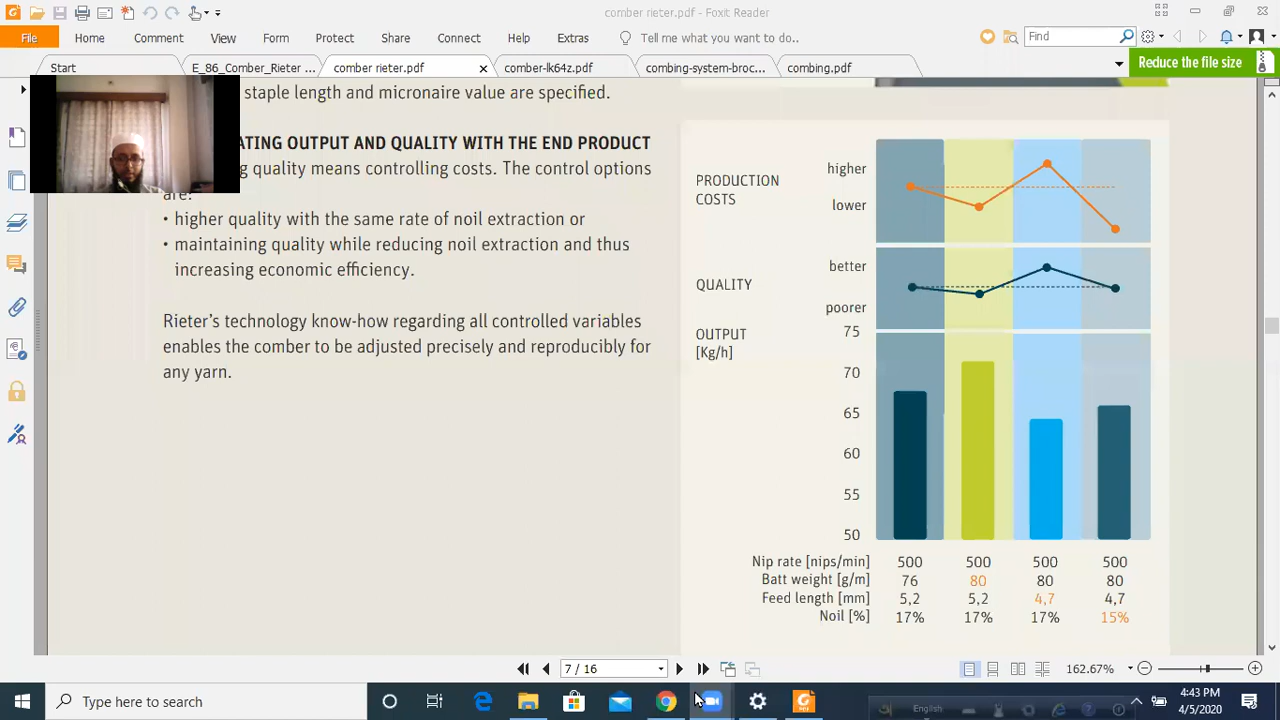 comber rieter.pdf - Foxit Reader
File Home Comment View Form Protect Share Connect Help Extras Tell me what you want to do.. Find
Start E_86_Comber_Rieter ... comber rieter.pdf comber-lk64z.pdf combing-system-broc... combing.pdf Reduce the file size
staple length and micronaire value are specified.
ATING OUTPUT AND QUALITY WITH THE END PRODUCT
quality means controlling costs. The control options
are:
• higher quality with the same rate of noil extraction or
• maintaining quality while reducing noil extraction and thus
increasing economic efficiency.
Rieter's technology know-how regarding all controlled variables
enables the comber to be adjusted precisely and reproducibly for
any yarn.
PRODUCTION
COSTS
higher
lower
QUALITY
better
poorer
OUTPUT
[Kg/h]
75
70
65
60
55
50
Nip rate [nips/min] 500 500 500 500
Batt weight [g/m] 76 80 80 80
Feed length [mm] 5,2 5,2 4,7 4,7
Noil [%] 17% 17% 17% 15%
7 / 16 162.67%
Type here to search
English
4:43 PM
4/5/2020